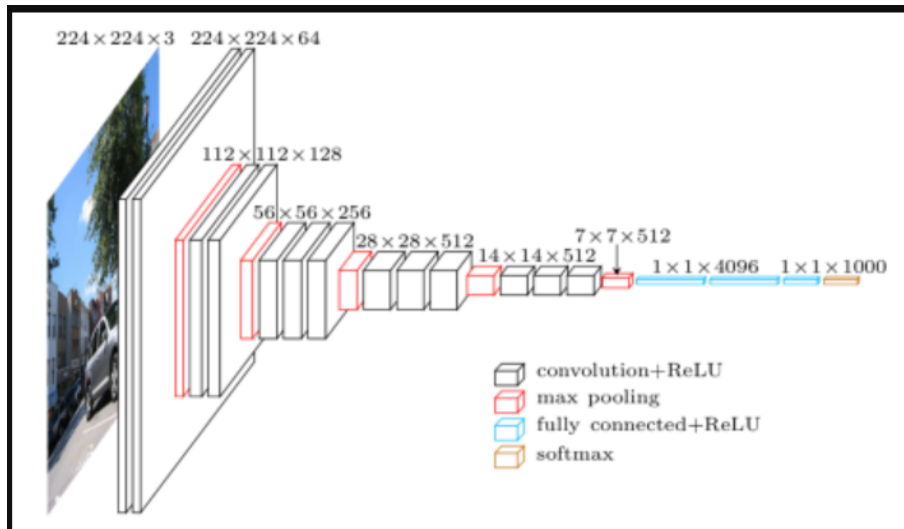 224×224×3
224×224×64
112×112×128
56×56×256
28×28×512
14×14×512
7×7×512
1×1×4096
1×1×1000
convolution+ReLU
max pooling
fully connected+ReLU
softmax